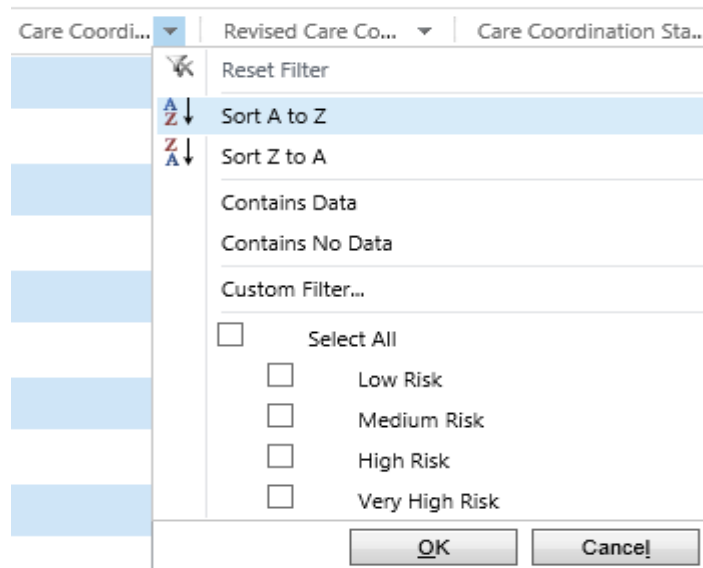 Care Coordi... Revised Care Co... Care Coordination Sta...
Reset Filter
A Z Sort A to Z
Z A Sort Z to A
Contains Data
Contains No Data
Custom Filter...
Select All
Low Risk
Medium Risk
High Risk
Very High Risk
OK Cancel